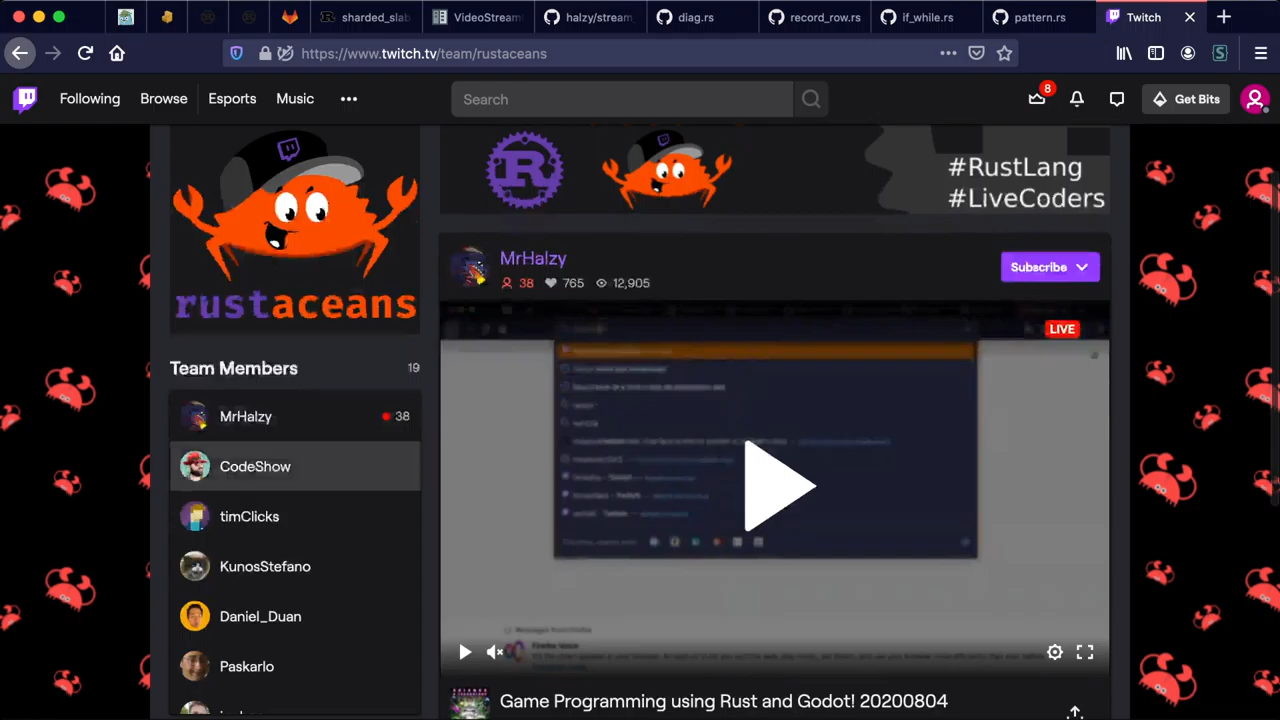 sharded_slab
VideoStream
halzy/stream_
diag.rs
record_row.rs
if_while.rs
pattern.rs
Twitch
https://www.twitch.tv/team/rustaceans
Following
Browse
Esports
Music
Search
8
Get Bits
#RustLang
#LiveCoders
rustaceans
MrHalzy
38
765
12,905
Subscribe
LIVE
Team Members
19
MrHalzy
38
CodeShow
timClicks
KunosStefano
Daniel_Duan
Paskarlo
Game Programming using Rust and Godot! 20200804